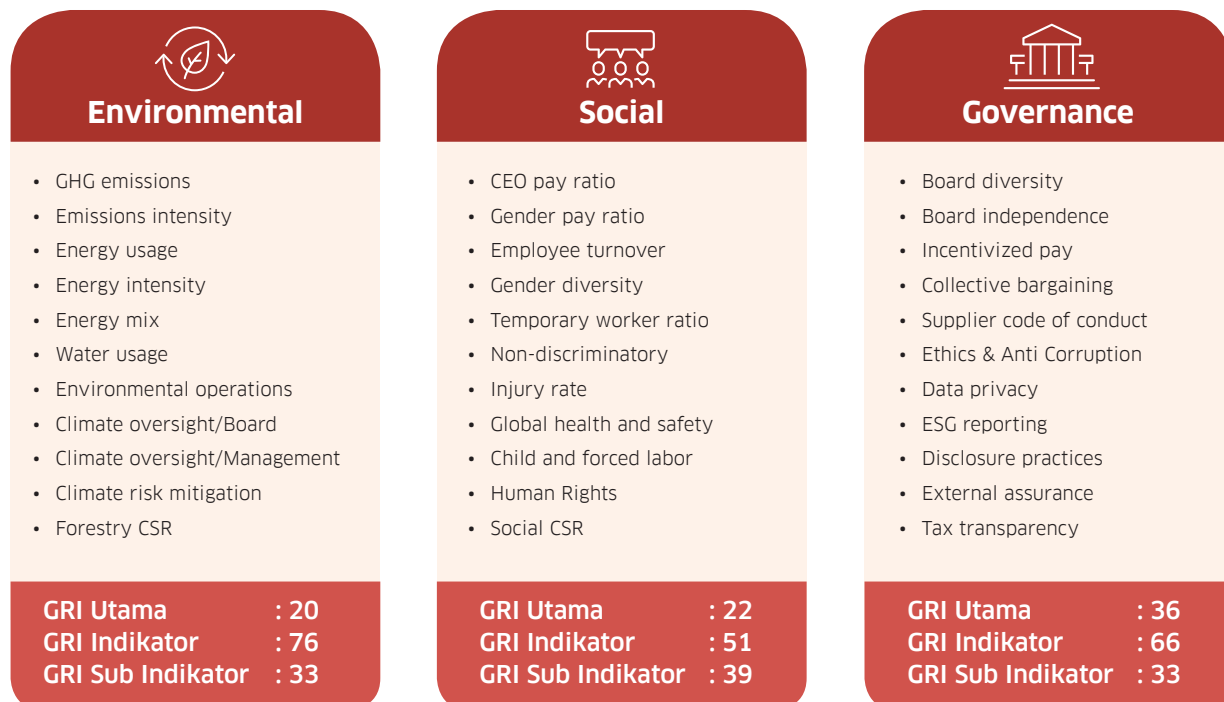 Environmental
• GHG emissions
• Emissions intensity
• Energy usage
• Energy intensity
• Energy mix
• Water usage
• Environmental operations
• Climate oversight/Board
• Climate oversight/Management
• Climate risk mitigation
• Forestry CSR
GRI Utama : 20
GRI Indikator : 76
GRI Sub Indikator : 33
Social
• CEO pay ratio
• Gender pay ratio
• Employee turnover
• Gender diversity
• Temporary worker ratio
• Non-discriminatory
• Injury rate
• Global health and safety
• Child and forced labor
• Human Rights
• Social CSR
GRI Utama : 22
GRI Indikator : 51
GRI Sub Indikator : 39
Governance
• Board diversity
• Board independence
• Incentivized pay
• Collective bargaining
• Supplier code of conduct
• Ethics & Anti Corruption
• Data privacy
• ESG reporting
• Disclosure practices
• External assurance
• Tax transparency
GRI Utama : 36
GRI Indikator : 66
GRI Sub Indikator : 33